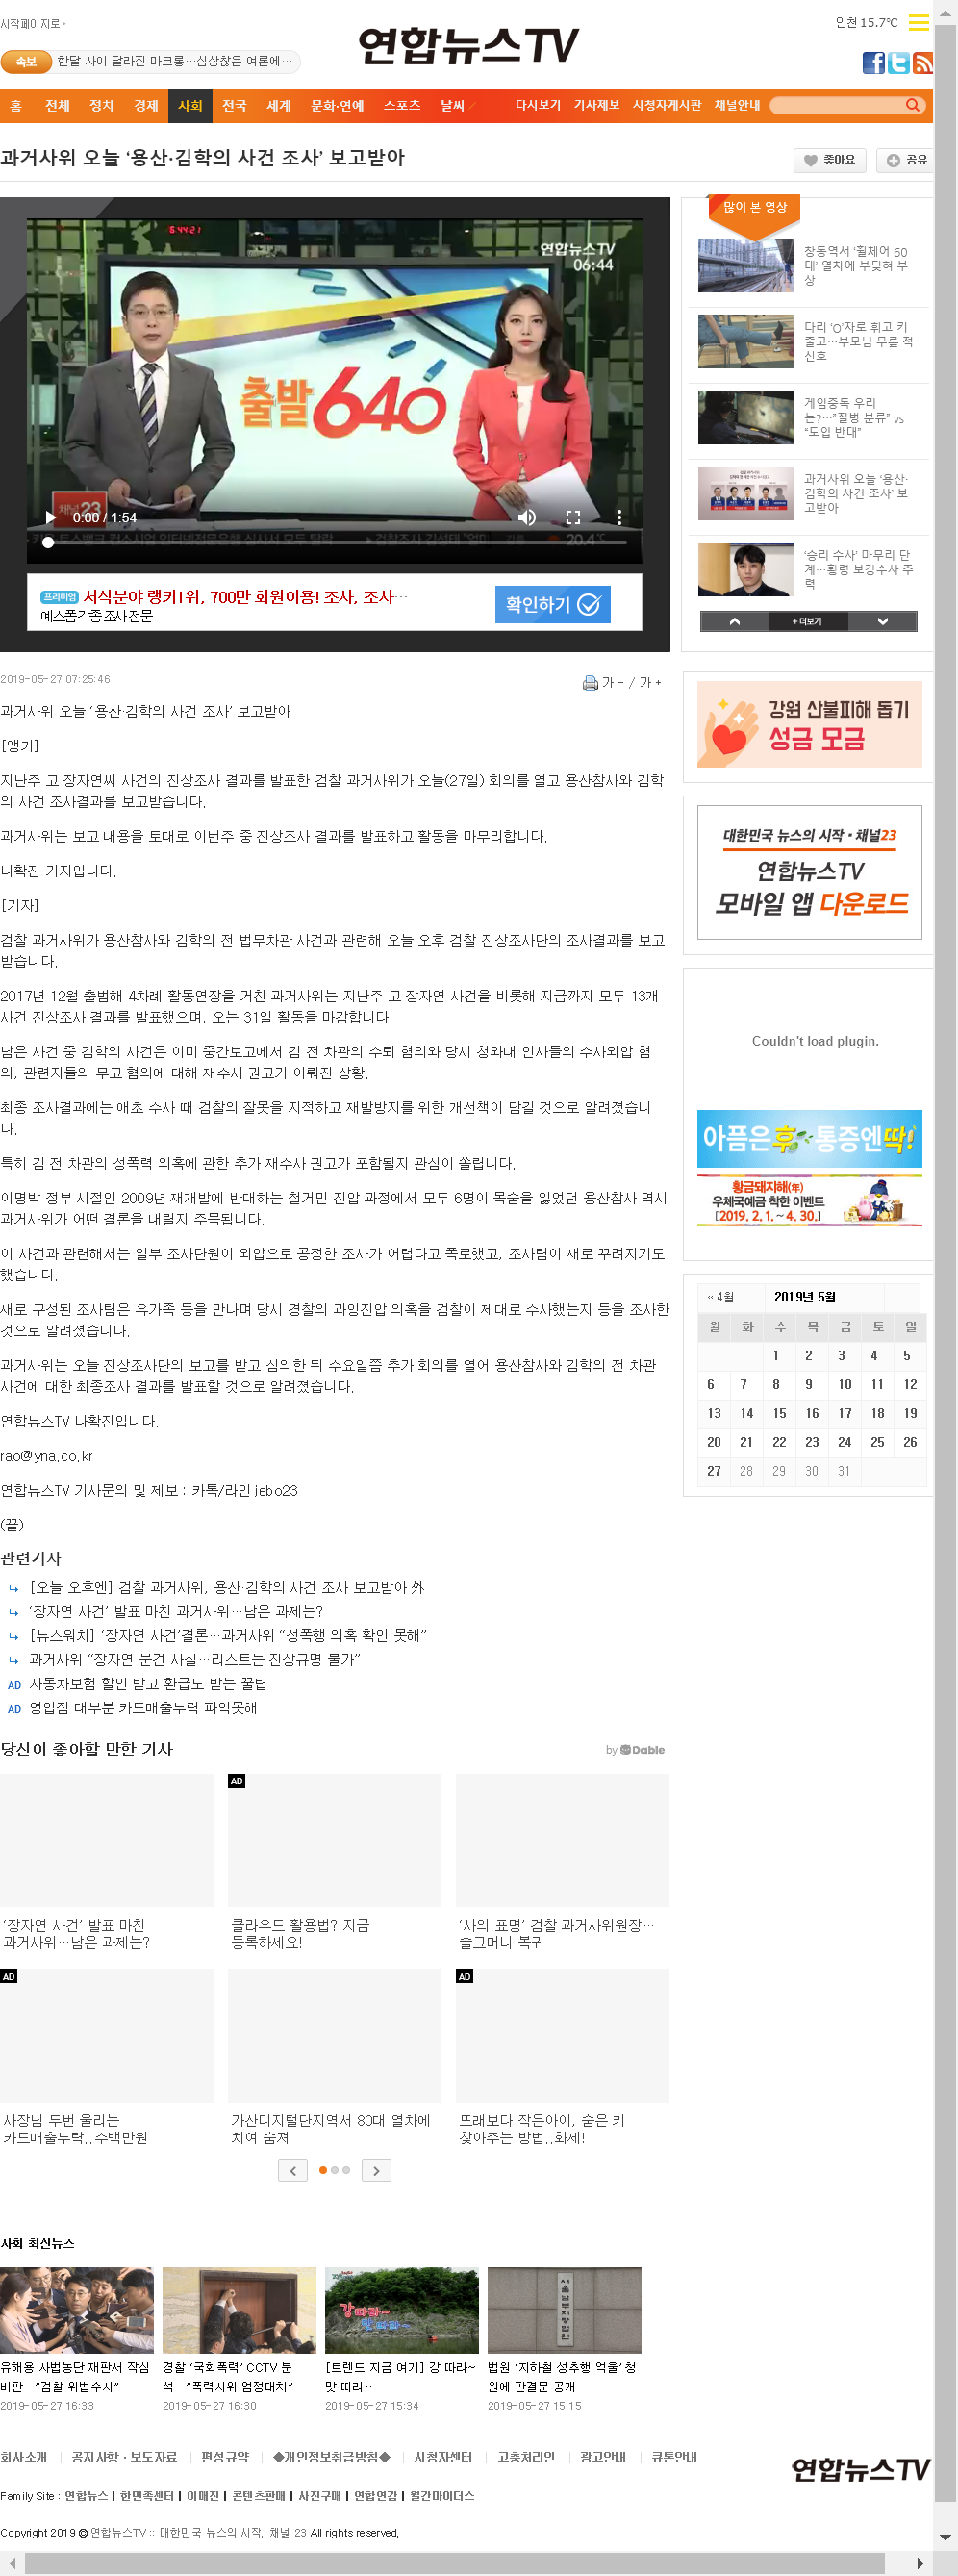 시작페이지로 ▸
인천 15.7℃
연합뉴스TV
속보 한달 사이 달라진 마크롱…심상찮은 여론에…
홈 전체 정치 경제 사회 전국 세계 문화·연예 스포츠 날씨 다시보기 기사제보 시청자게시판 채널안내
과거사위 오늘 ‘용산·김학의 사건 조사’ 보고받아
좋아요 공유
6:44:21
연합뉴스TV
06:44
출발 640
채널 23
0:00 / 1:54
20.4°
프리미엄 서식분야 랭키1위, 700만 회원이용! 조사, 조사…
예스폼각종 조사 전문
확인하기
많이 본 영상
창동역서 ‘휠체어 60
대’ 열차에 부딪혀 부
상
다리 ‘O’자로 휘고 키
줄고…부모님 무릎 적
신호
게임중독 우리
는?…”질병 분류” vs
“도입 반대”
과거사위 오늘 ‘용산·
김학의 사건 조사’ 보
고받아
‘승리 수사’ 마무리 단
계…횡령 보강수사 주
력
+ 더보기
2019-05-27 07:25:46
가 - / 가 +
과거사위 오늘 ‘용산·김학의 사건 조사’ 보고받아
[앵커]
지난주 고 장자연씨 사건의 진상조사 결과를 발표한 검찰 과거사위가 오늘(27일) 회의를 열고 용산참사와 김학
의 사건 조사결과를 보고받습니다.
과거사위는 보고 내용을 토대로 이번주 중 진상조사 결과를 발표하고 활동을 마무리합니다.
나확진 기자입니다.
[기자]
검찰 과거사위가 용산참사와 김학의 전 법무차관 사건과 관련해 오늘 오후 검찰 진상조사단의 조사결과를 보고
받습니다.
2017년 12월 출범해 4차례 활동연장을 거친 과거사위는 지난주 고 장자연 사건을 비롯해 지금까지 모두 13개
사건 진상조사 결과를 발표했으며, 오는 31일 활동을 마감합니다.
남은 사건 중 김학의 사건은 이미 중간보고에서 김 전 차관의 수뢰 혐의와 당시 청와대 인사들의 수사외압 혐
의, 관련자들의 무고 혐의에 대해 재수사 권고가 이뤄진 상황.
최종 조사결과에는 애초 수사 때 검찰의 잘못을 지적하고 재발방지를 위한 개선책이 담길 것으로 알려졌습니
다.
특히 김 전 차관의 성폭력 의혹에 관한 추가 재수사 권고가 포함될지 관심이 쏠립니다.
이명박 정부 시절인 2009년 재개발에 반대하는 철거민 진압 과정에서 모두 6명이 목숨을 잃었던 용산참사 역시
과거사위가 어떤 결론을 내릴지 주목됩니다.
이 사건과 관련해서는 일부 조사단원이 외압으로 공정한 조사가 어렵다고 폭로했고, 조사팀이 새로 꾸려지기도
했습니다.
새로 구성된 조사팀은 유가족 등을 만나며 당시 경찰의 과잉진압 의혹을 검찰이 제대로 수사했는지 등을 조사한
것으로 알려졌습니다.
과거사위는 오늘 진상조사단의 보고를 받고 심의한 뒤 수요일쯤 추가 회의를 열어 용산참사와 김학의 전 차관
사건에 대한 최종조사 결과를 발표할 것으로 알려졌습니다.
연합뉴스TV 나확진입니다.
rao@yna.co.kr
연합뉴스TV 기사문의 및 제보 : 카톡/라인 jebo23
(끝)
강원 산불피해 돕기
성금 모금
대한민국 뉴스의 시작 · 채널23
연합뉴스TV
모바일 앱 다운로드
Couldn't load plugin.
아픔은 후~ 통증엔 딱!
황금돼지해(年)
우체국예금 착한 이벤트
[2019. 2. 1. ~ 4. 30.]
« 4월 2019년 5월
월 화 수 목 금 토 일
1 2 3 4 5
6 7 8 9 10 11 12
13 14 15 16 17 18 19
20 21 22 23 24 25 26
27 28 29 30 31
관련기사
[오늘 오후엔] 검찰 과거사위, 용산·김학의 사건 조사 보고받아 外
‘장자연 사건’ 발표 마친 과거사위…남은 과제는?
[뉴스워치] ‘장자연 사건’결론…과거사위 “성폭행 의혹 확인 못해”
과거사위 “장자연 문건 사실…리스트는 진상규명 불가”
AD 자동차보험 할인 받고 환급도 받는 꿀팁
AD 영업점 대부분 카드매출누락 파악못해
당신이 좋아할 만한 기사
by Dable
‘장자연 사건’ 발표 마친
과거사위…남은 과제는?
AD
클라우드 활용법? 지금
등록하세요!
‘사의 표명’ 검찰 과거사위원장…
슬그머니 복귀
AD
사장님 두번 울리는
카드매출누락..수백만원
가산디지털단지역서 80대 열차에
치여 숨져
AD
또래보다 작은아이, 숨은 키
찾아주는 방법..화제!
사회 최신뉴스
유해용 사법농단 재판서 작심
비판…”검찰 위법수사”
2019-05-27 16:33
경찰 ‘국회폭력’ CCTV 분
석…”폭력시위 엄정대처”
2019-05-27 16:30
강 따라~
맛 따라~
[트렌드 지금 여기] 강 따라~
맛 따라~
2019-05-27 15:34
서울남부지방법원
법원 ‘지하철 성추행 억울’ 청
원에 판결문 공개
2019-05-27 15:15
회사소개 | 공지사항 · 보도자료 | 편성규약 | ◆개인정보취급방침◆ | 시청자센터 | 고충처리인 | 광고안내 | 큐톤안내
연합뉴스TV
Family Site : 연합뉴스 | 한민족센터 | 이매진 | 콘텐츠판매 | 사진구매 | 연합연감 | 월간마이더스
Copyright 2019 © 연합뉴스TV :: 대한민국 뉴스의 시작. 채널 23 All rights reserved.